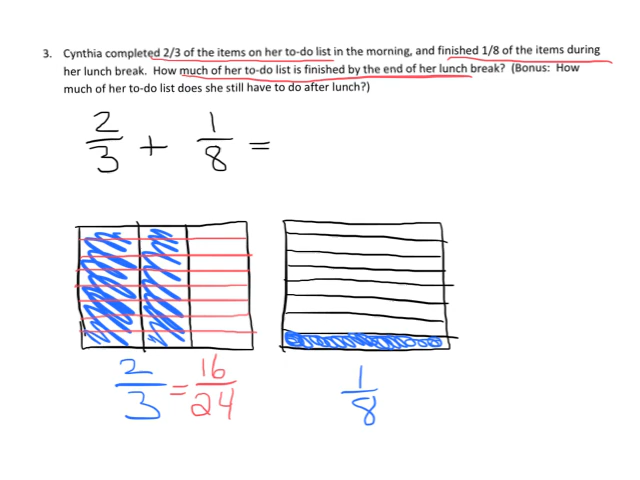 3. Cynthia completed 2/3 of the items on her to-do list in the morning, and finished 1/8 of the items during
her lunch break. How much of her to-do list is finished by the end of her lunch break? (Bonus: How
much of her to-do list does she still have to do after lunch?)
2/3 + 1/8 =
2/3 = 16/24
1/8